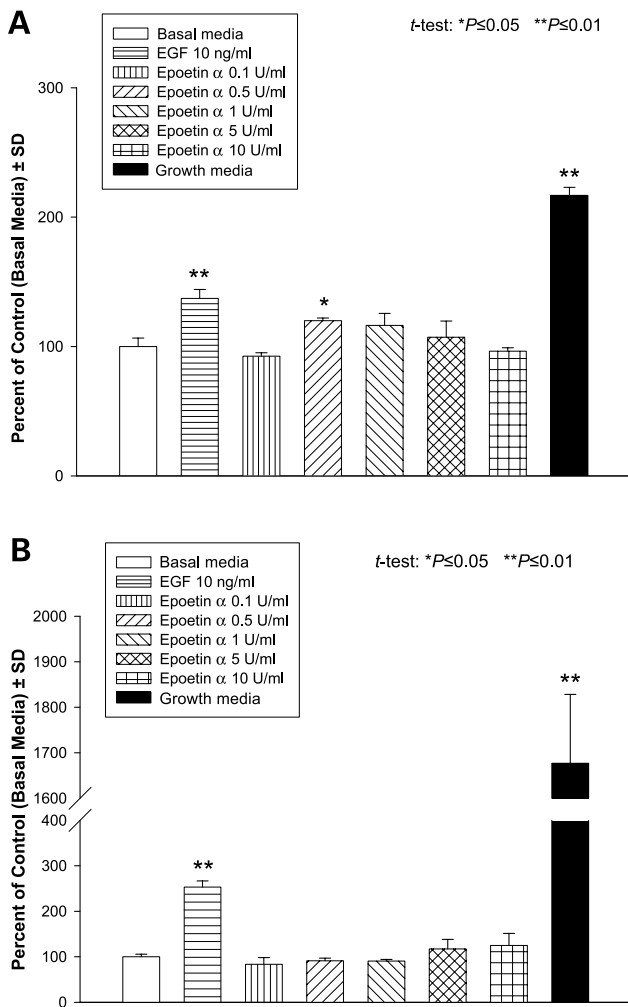 A
Basal media
EGF 10 ng/ml
Epoetin α 0.1 U/ml
Epoetin α 0.5 U/ml
Epoetin α 1 U/ml
Epoetin α 5 U/ml
Epoetin α 10 U/ml
Growth media
t-test: *P≤0.05 **P≤0.01
Percent of Control (Basal Media) ± SD
300
200
100
0
**
*
**
B
Basal media
EGF 10 ng/ml
Epoetin α 0.1 U/ml
Epoetin α 0.5 U/ml
Epoetin α 1 U/ml
Epoetin α 5 U/ml
Epoetin α 10 U/ml
Growth media
t-test: *P≤0.05 **P≤0.01
Percent of Control (Basal Media) ± SD
2000
1900
1800
1700
1600
400
300
200
100
0
**
**